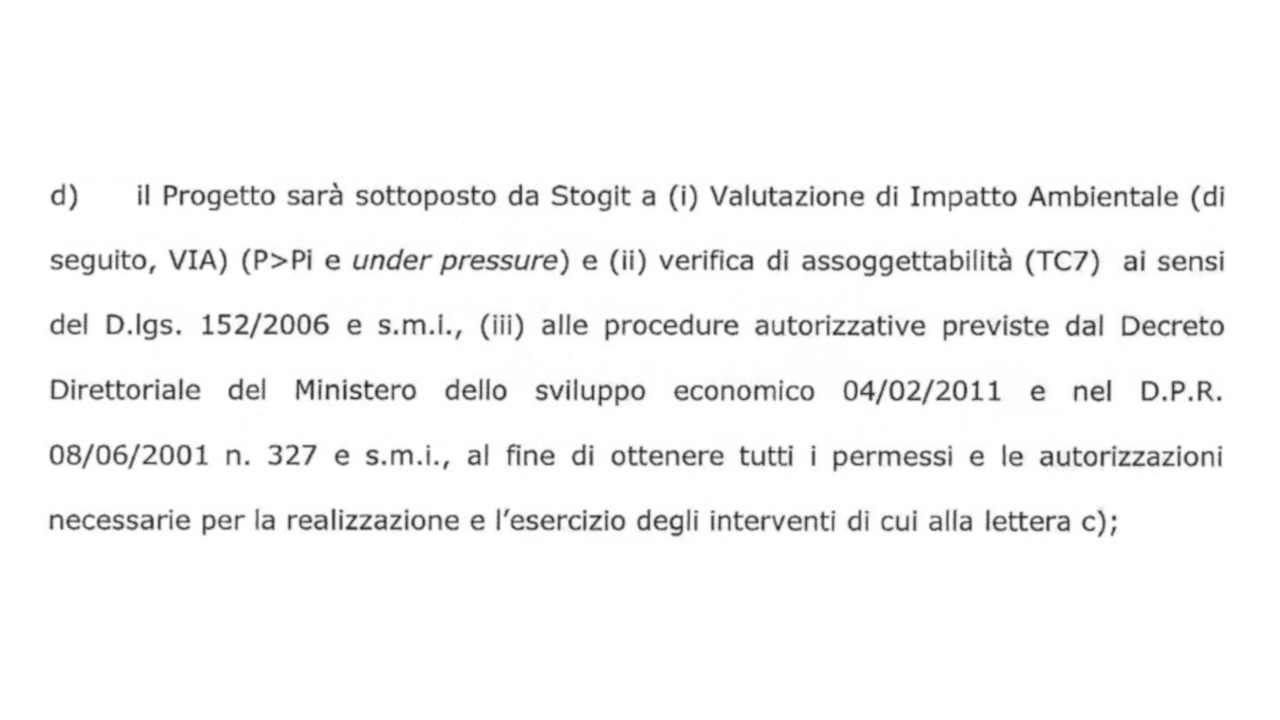 d) il Progetto sarà sottoposto da Stogit a (i) Valutazione di Impatto Ambientale (di
seguito, VIA) (P>Pi e under pressure) e (ii) verifica di assoggettabilità (TC7) ai sensi
del D.lgs. 152/2006 e s.m.i., (iii) alle procedure autorizzative previste dal Decreto
Direttoriale del Ministero dello sviluppo economico 04/02/2011 e nel D.P.R.
08/06/2001 n. 327 e s.m.i., al fine di ottenere tutti i permessi e le autorizzazioni
necessarie per la realizzazione e l'esercizio degli interventi di cui alla lettera c);